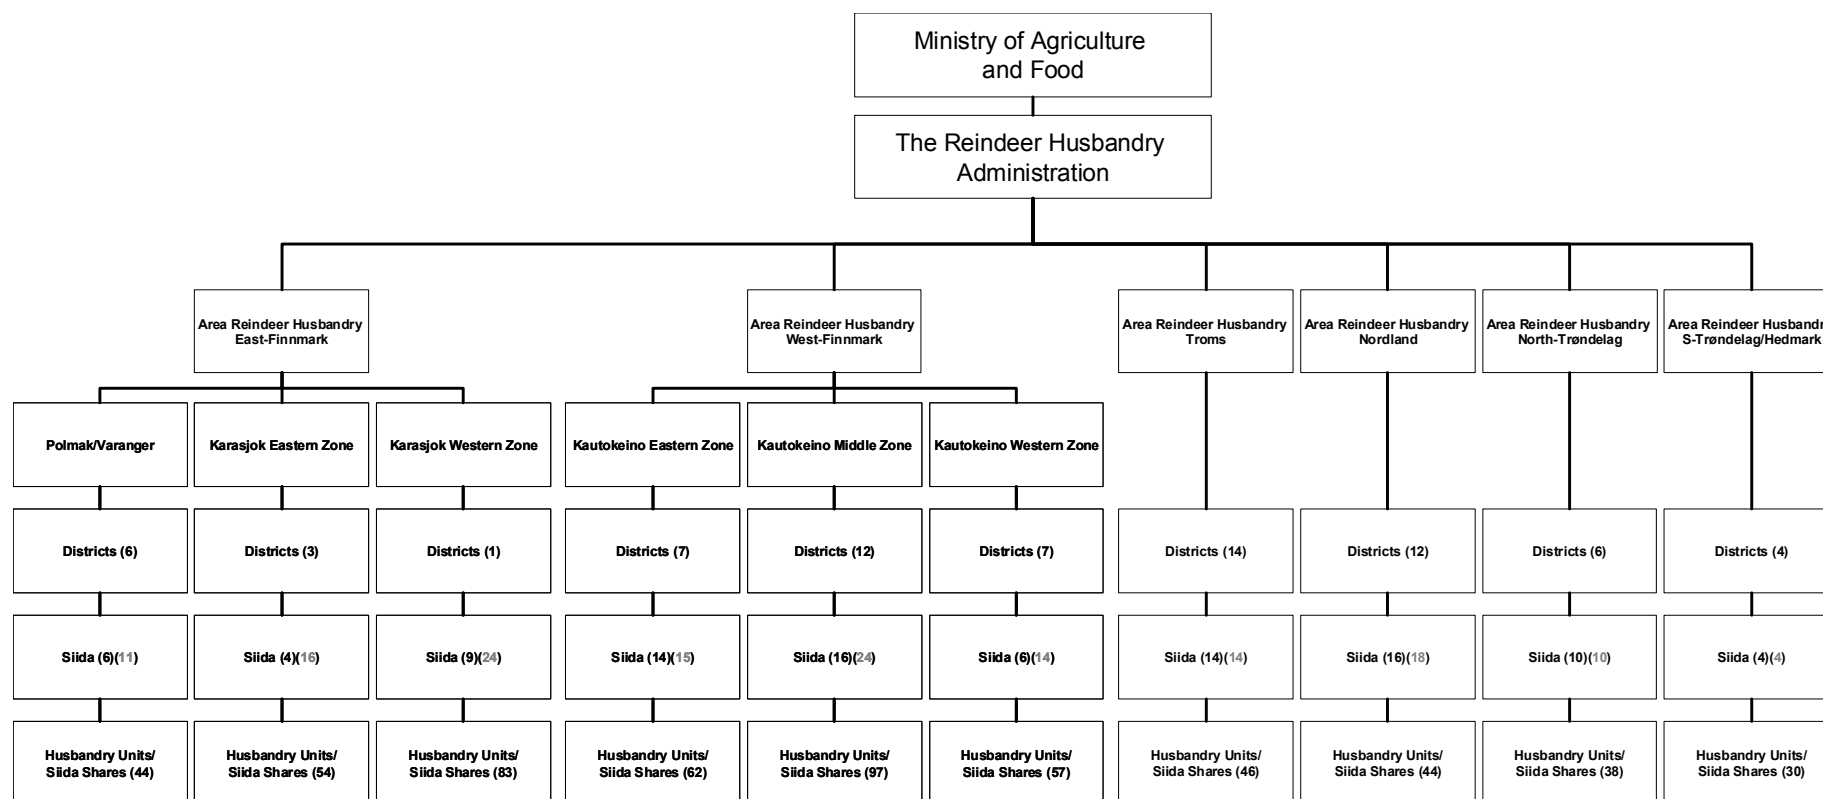 Ministry of Agriculture
and Food
The Reindeer Husbandry
Administration
Area Reindeer Husbandry
East-Finnmark
Area Reindeer Husbandry
West-Finnmark
Area Reindeer Husbandry
Troms
Area Reindeer Husbandry
Nordland
Area Reindeer Husbandry
North-Trøndelag
Area Reindeer Husbandr
S-Trøndelag/Hedmark
Polmak/Varanger
Karasjok Eastern Zone
Karasjok Western Zone
Kautokeino Eastern Zone
Kautokeino Middle Zone
Kautokeino Western Zone
Districts (6)
Districts (3)
Districts (1)
Districts (7)
Districts (12)
Districts (7)
Districts (14)
Districts (12)
Districts (6)
Districts (4)
Siida (6)(11)
Siida (4)(16)
Siida (9)(24)
Siida (14)(15)
Siida (16)(24)
Siida (6)(14)
Siida (14)(14)
Siida (16)(18)
Siida (10)(10)
Siida (4)(4)
Husbandry Units/
Siida Shares (44)
Husbandry Units/
Siida Shares (54)
Husbandry Units/
Siida Shares (83)
Husbandry Units/
Siida Shares (62)
Husbandry Units/
Siida Shares (97)
Husbandry Units/
Siida Shares (57)
Husbandry Units/
Siida Shares (46)
Husbandry Units/
Siida Shares (44)
Husbandry Units/
Siida Shares (38)
Husbandry Units/
Siida Shares (30)